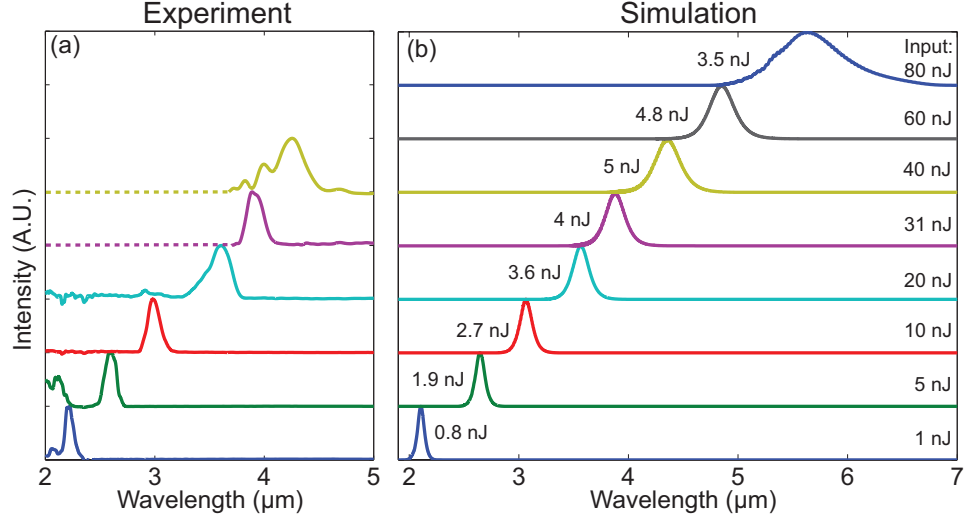 Experiment
Simulation
(a)
(b)
Input:
80 nJ
60 nJ
40 nJ
31 nJ
20 nJ
10 nJ
5 nJ
1 nJ
3.5 nJ
4.8 nJ
5 nJ
4 nJ
3.6 nJ
2.7 nJ
1.9 nJ
0.8 nJ
Intensity (A.U.)
2 3 4 5
2 3 4 5 6 7
Wavelength (μm)
Wavelength (μm)